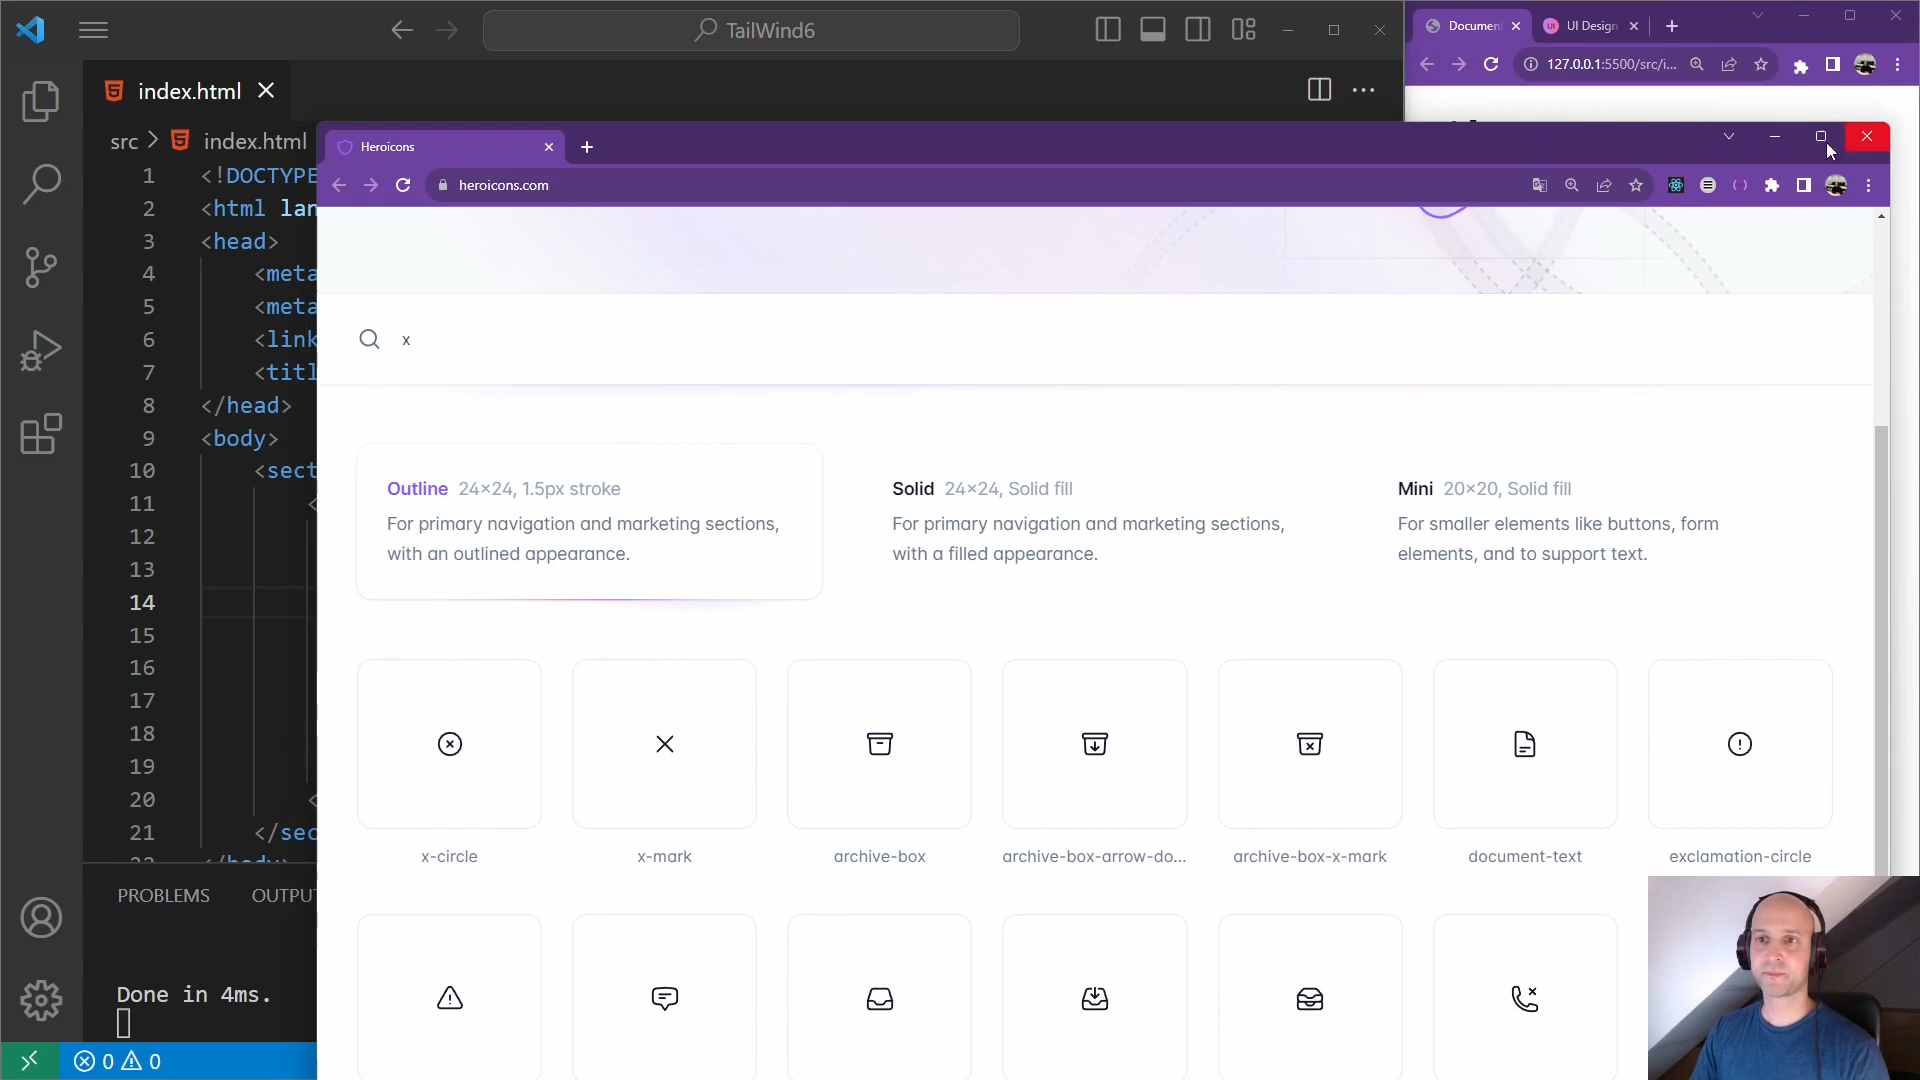 TailWind6
index.html
src
index.html
1 <!DOCTYPE
2 <html lan
3 <head>
4 <meta
5 <meta
6 <link
7 <titl
8 </head>
9 <body>
10 <sect
11 <
12
13
14
15
16
17
18
19
20 <
21 </sec
PROBLEMS OUTPUT
Done in 4ms.
0 0
Documen
UI Design
127.0.0.1:5500/src/i...
Heroicons
heroicons.com
x
Outline 24×24, 1.5px stroke
For primary navigation and marketing sections,
with an outlined appearance.
Solid 24×24, Solid fill
For primary navigation and marketing sections,
with a filled appearance.
Mini 20×20, Solid fill
For smaller elements like buttons, form
elements, and to support text.
x-circle
x-mark
archive-box
archive-box-arrow-do...
archive-box-x-mark
document-text
exclamation-circle